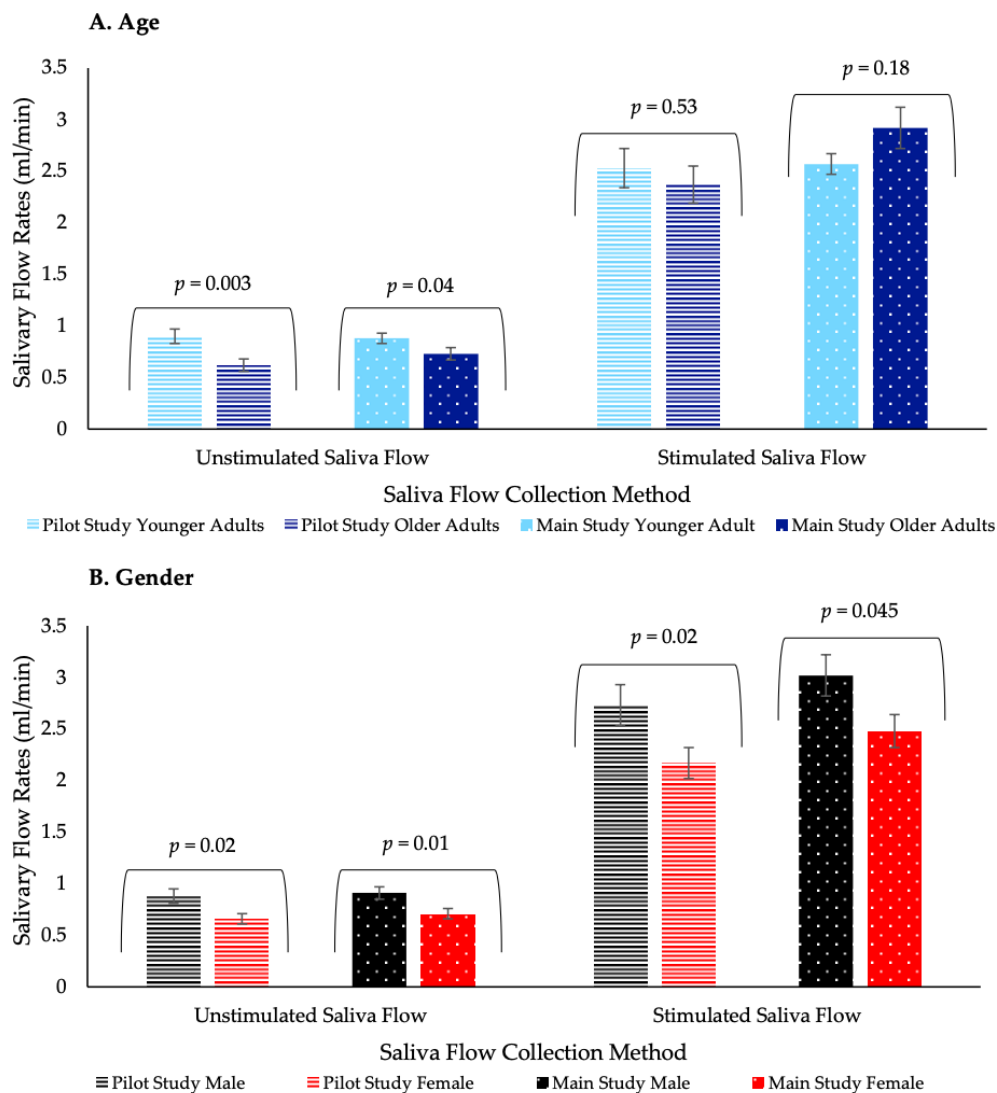 A. Age
3.5
3
2.5
2
1.5
1
0.5
0
Salivary Flow Rates (ml/min)
p = 0.003
p = 0.04
p = 0.53
p = 0.18
Unstimulated Saliva Flow
Stimulated Saliva Flow
Saliva Flow Collection Method
Pilot Study Younger Adults
Pilot Study Older Adults
Main Study Younger Adult
Main Study Older Adults
B. Gender
3.5
3
2.5
2
1.5
1
0.5
0
Salivary Flow Rates (ml/min)
p = 0.02
p = 0.01
p = 0.02
p = 0.045
Unstimulated Saliva Flow
Stimulated Saliva Flow
Saliva Flow Collection Method
Pilot Study Male
Pilot Study Female
Main Study Male
Main Study Female